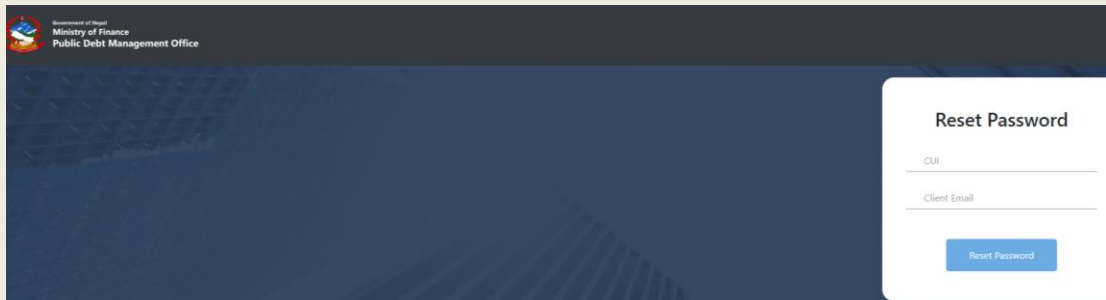 Government of Nepal
Ministry of Finance
Public Debt Management Office
Reset Password
CUI
Client Email
Reset Password